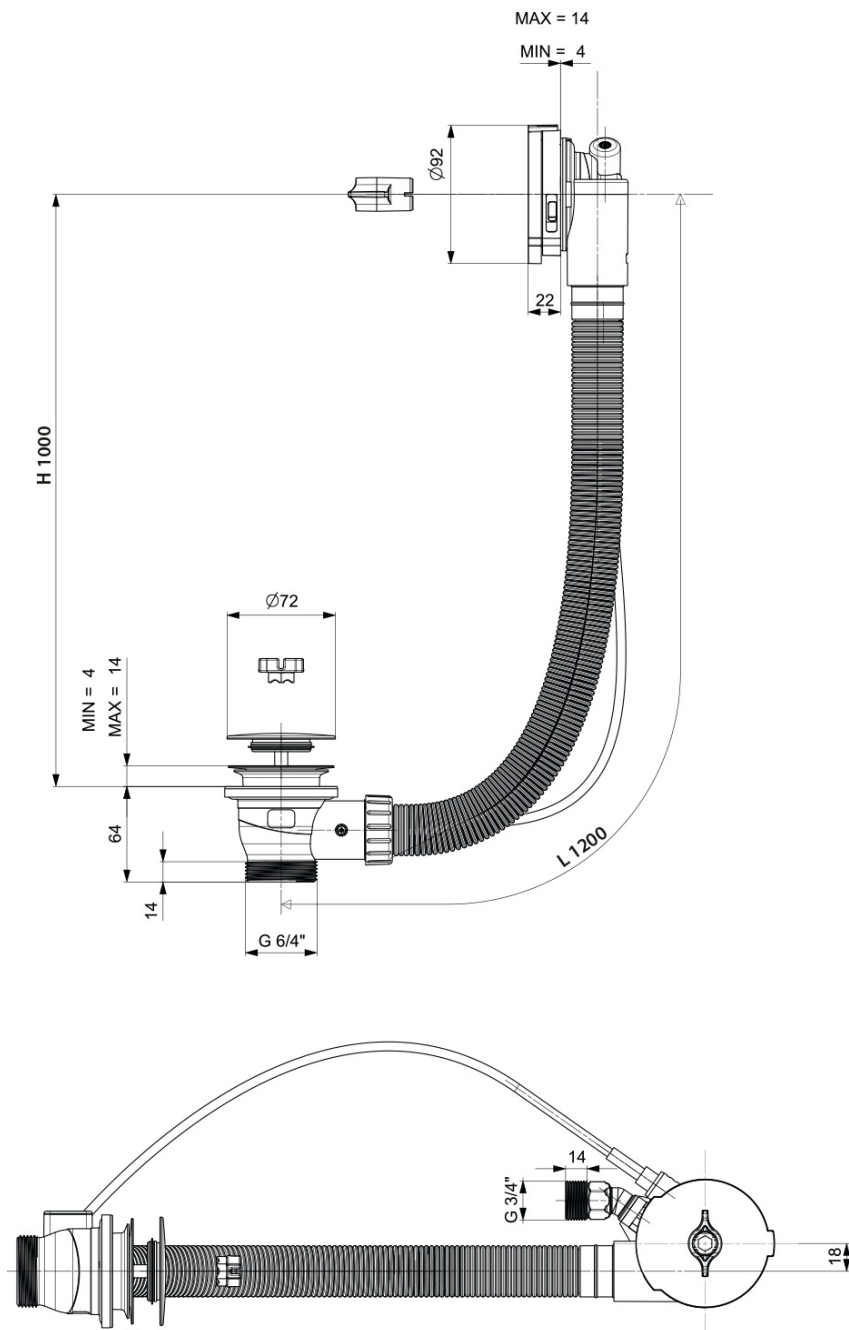 MAX = 14
MIN = 4
Ø92
22
H 1000
Ø72
MIN = 4
MAX = 14
64
14
L 1200
G 6/4"
14
G 3/4"
18